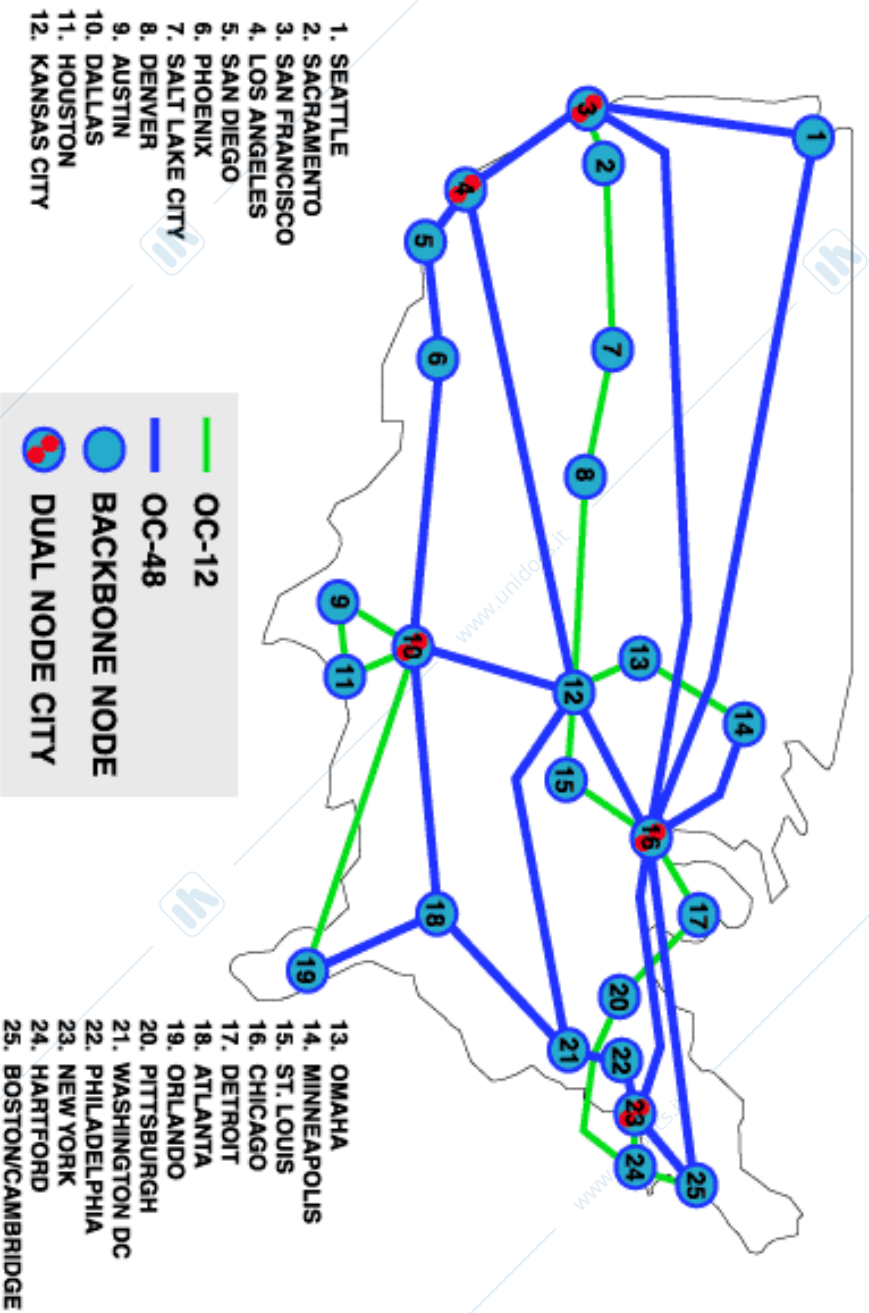 1. SEATTLE
2. SACRAMENTO
3. SAN FRANCISCO
4. LOS ANGELES
5. SAN DIEGO
6. PHOENIX
7. SALT LAKE CITY
8. DENVER
9. AUSTIN
10. DALLAS
11. HOUSTON
12. KANSAS CITY
OC-12
OC-48
BACKBONE NODE
DUAL NODE CITY
13. OMAHA
14. MINNEAPOLIS
15. ST. LOUIS
16. CHICAGO
17. DETROIT
18. ATLANTA
19. ORLANDO
20. PITTSBURGH
21. WASHINGTON DC
22. PHILADELPHIA
23. NEW YORK
24. HARTFORD
25. BOSTON/CAMBRIDGE
1
2
3
4
5
6
7
8
9
10
11
12
13
14
15
16
17
18
19
20
21
22
23
24
25